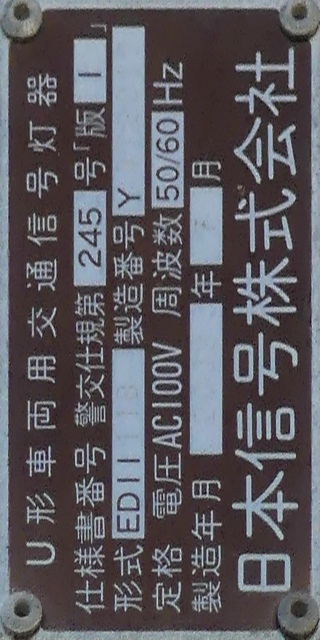 U形車両用交通信号灯器
仕様書番号 警交仕規第 245 号「版 1」
形式 ED11 製造番号 Y
定格 電圧AC100V 周波数 50/60 Hz
製造年月 年 月
日本信号株式会社